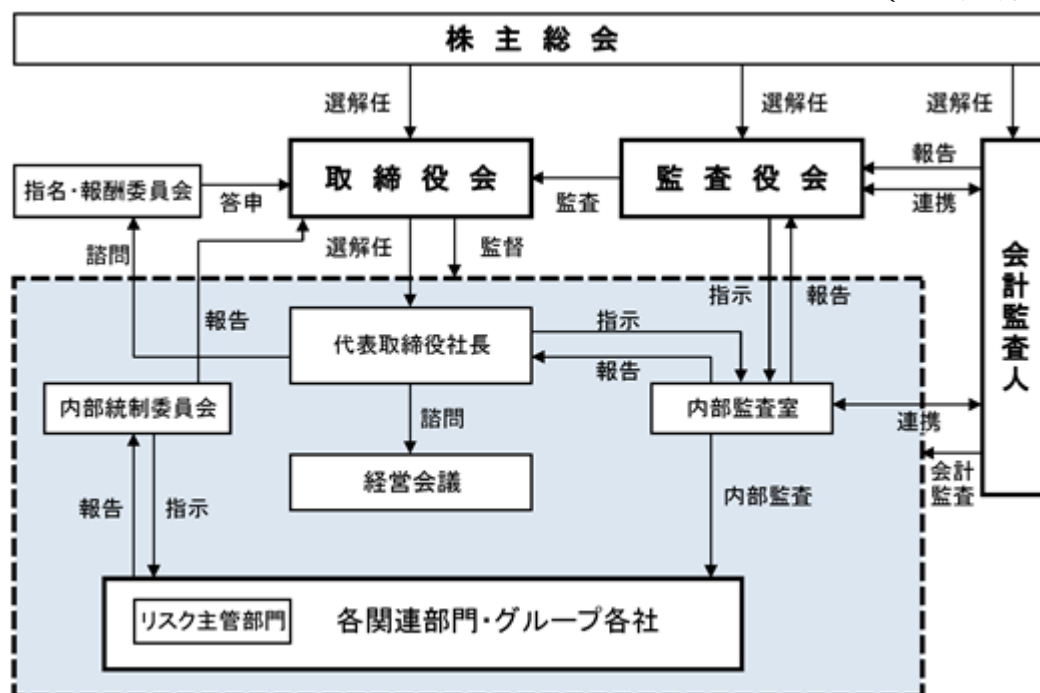 株主総会
選解任
選解任
選解任
取締役会
監査役会
報告
指名・報酬委員会
答申
監査
連携
諮問
選解任
監督
会計監査人
指示
報告
報告
代表取締役社長
指示
報告
内部統制委員会
内部監査室
諮問
連携
経営会議
会計
監査
報告
指示
内部監査
リスク主管部門
各関連部門・グループ各社